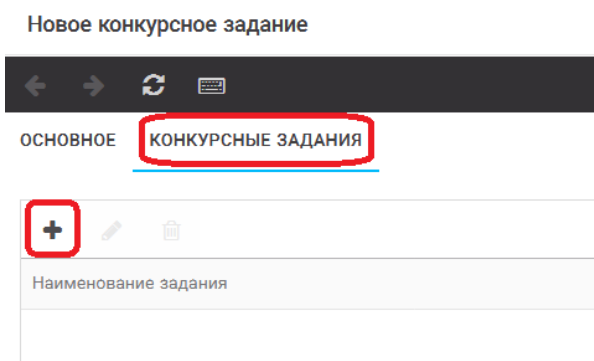 Новое конкурсное задание
ОСНОВНОЕ КОНКУРСНЫЕ ЗАДАНИЯ
Наименование задания